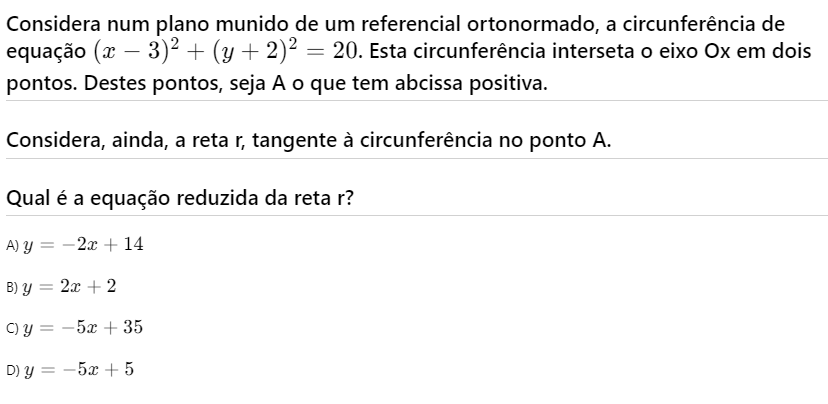 Considera num plano munido de um referencial ortonormado, a circunferência de
equação (x − 3)² + (y + 2)² = 20. Esta circunferência interseta o eixo Ox em dois
pontos. Destes pontos, seja A o que tem abcissa positiva.
Considera, ainda, a reta r, tangente à circunferência no ponto A.
Qual é a equação reduzida da reta r?
A) y = −2x + 14
B) y = 2x + 2
C) y = −5x + 35
D) y = −5x + 5